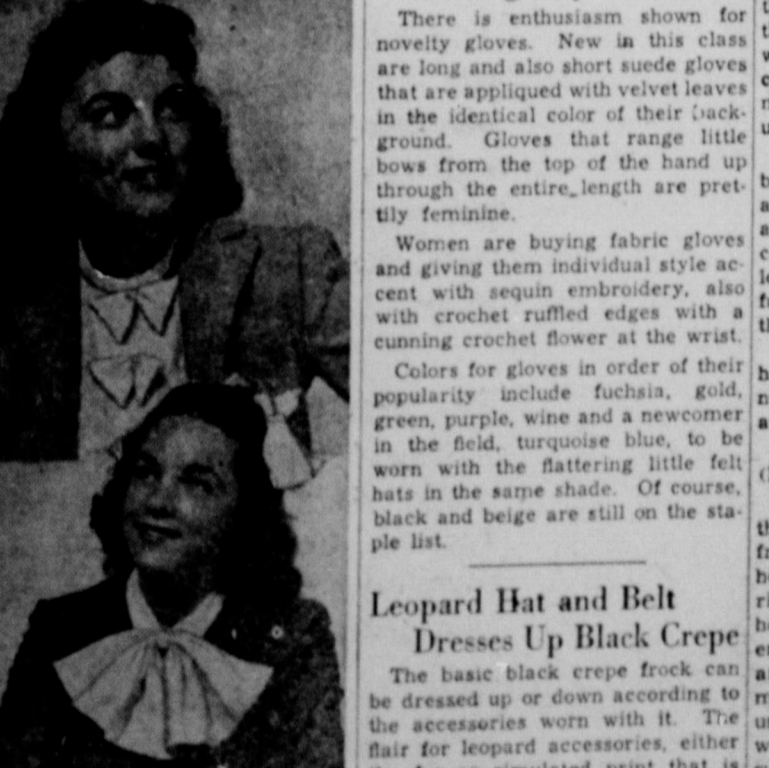 There is enthusiasm shown for
novelty gloves. New in this class
are long and also short suede gloves
that are appliqued with velvet leaves
in the identical color of their back-
ground. Gloves that range little
bows from the top of the hand up
through the entire length are pret-
tily feminine.
Women are buying fabric gloves
and giving them individual style ac-
cent with sequin embroidery, also
with crochet ruffled edges with a
cunning crochet flower at the wrist.
Colors for gloves in order of their
popularity include fuchsia, gold,
green, purple, wine and a newcomer
in the field, turquoise blue, to be
worn with the flattering little felt
hats in the same shade. Of course,
black and beige are still on the sta-
ple list.
Leopard Hat and Belt
Dresses Up Black Crepe
The basic black crepe frock can
be dressed up or down according to
the accessories worn with it. The
flair for leopard accessories, either
simulated print that is